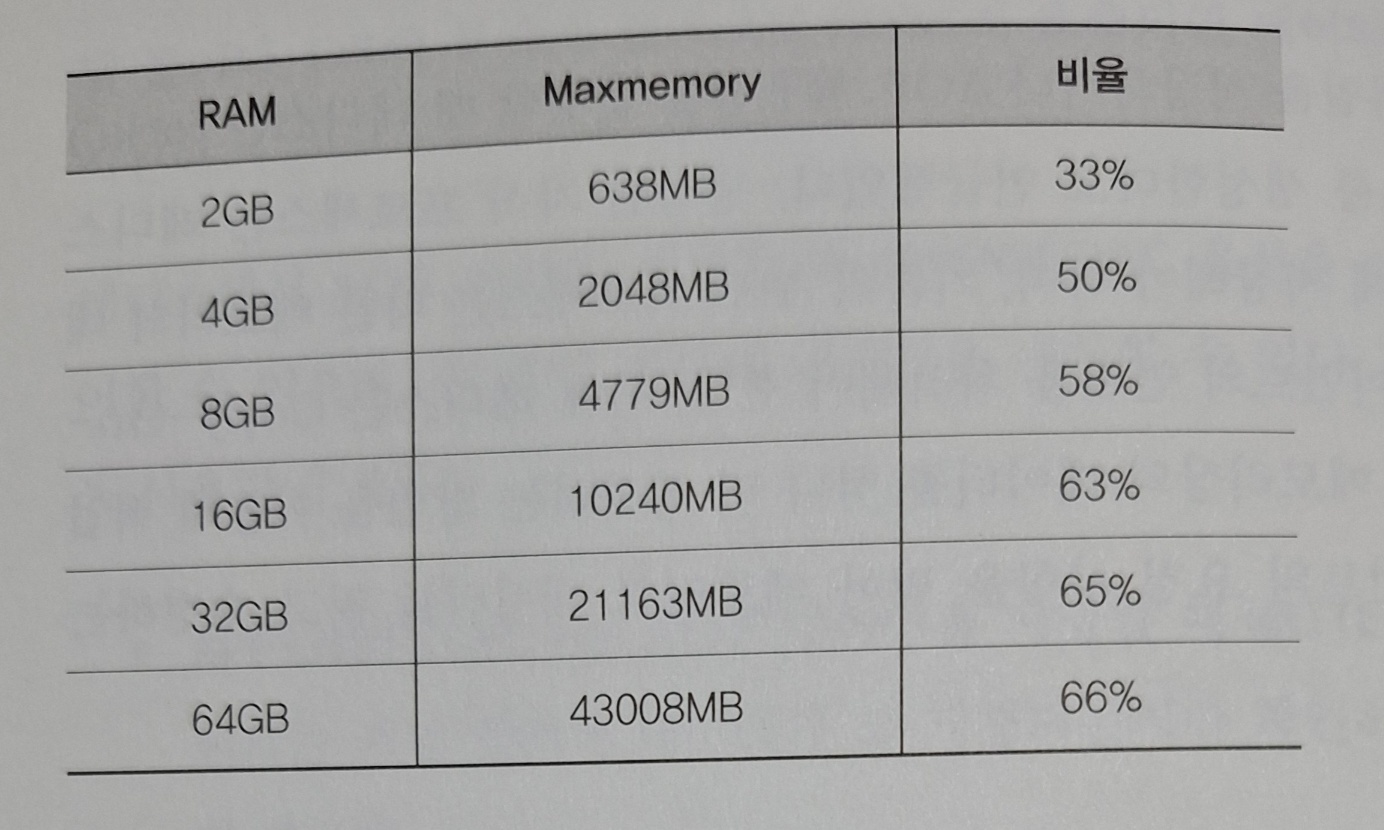 RAM Maxmemory 비율
2GB 638MB 33%
4GB 2048MB 50%
8GB 4779MB 58%
16GB 10240MB 63%
32GB 21163MB 65%
64GB 43008MB 66%